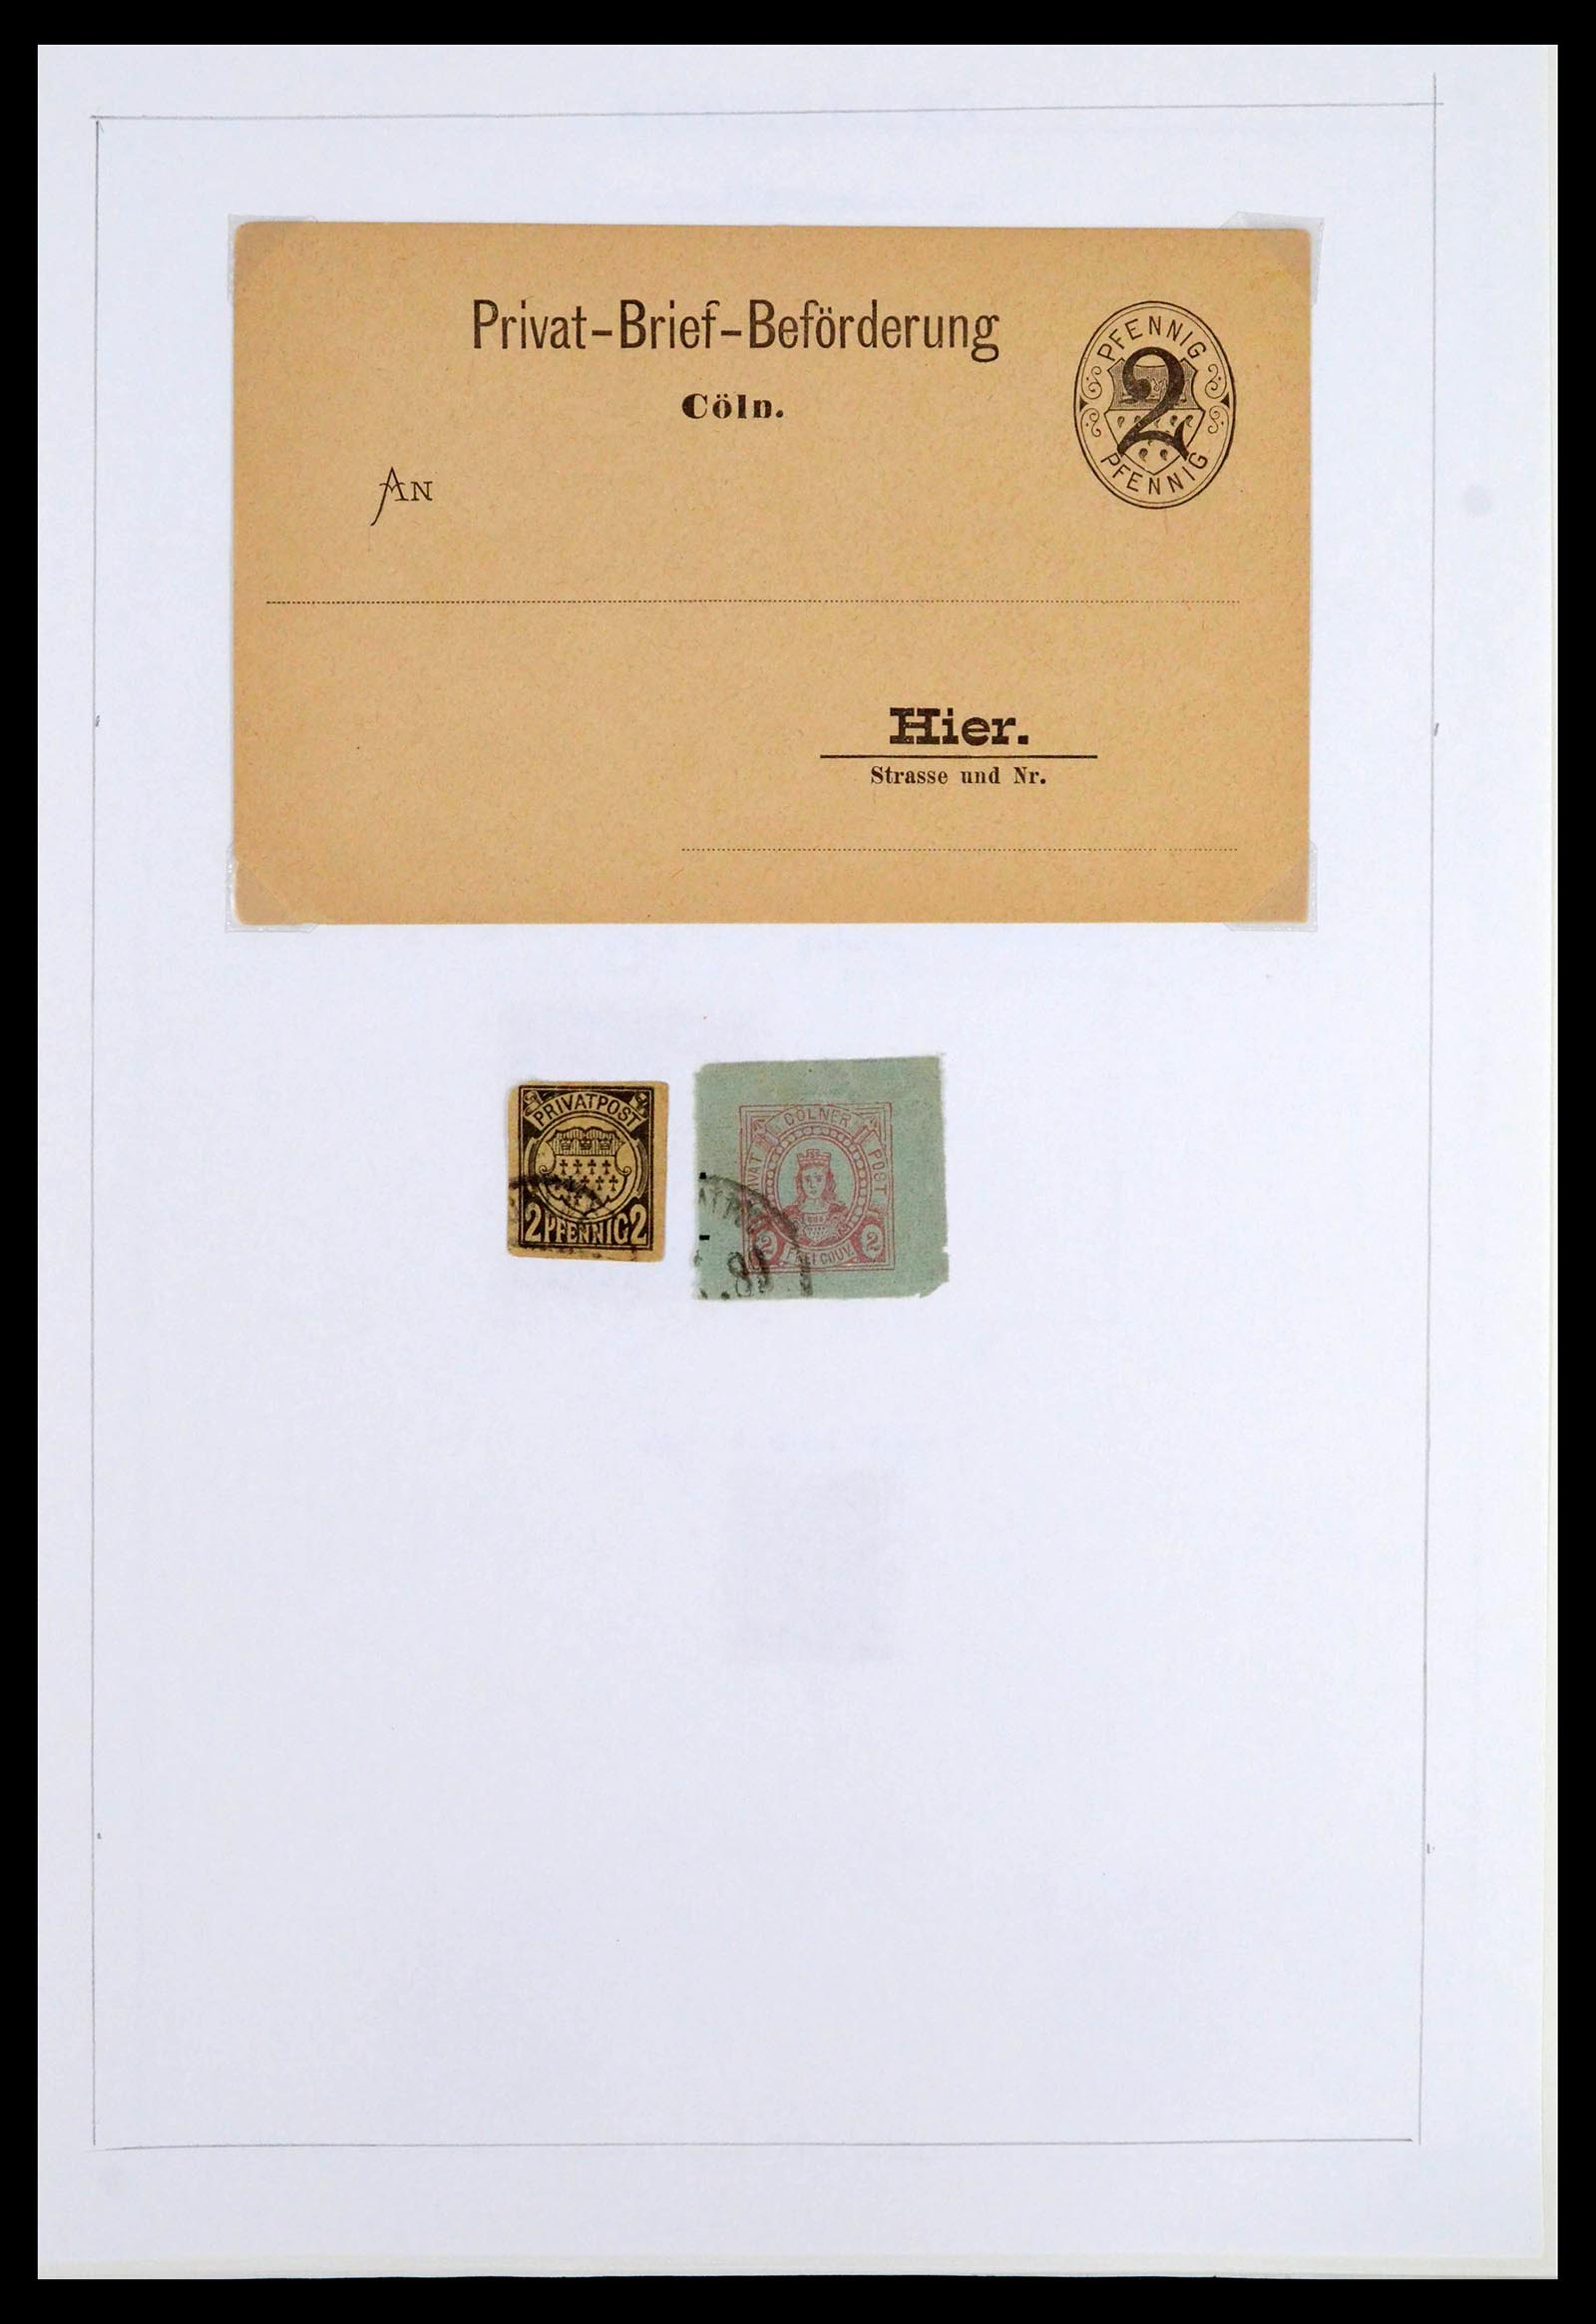 Privat-Brief-Beförderung
Cöln.
PFENNIG
2
PFENNIG
AN
Hier.
Strasse und Nr.
PRIVATPOST
2 PFENNIG 2
CÖLNER
POST
2 2
COUV.